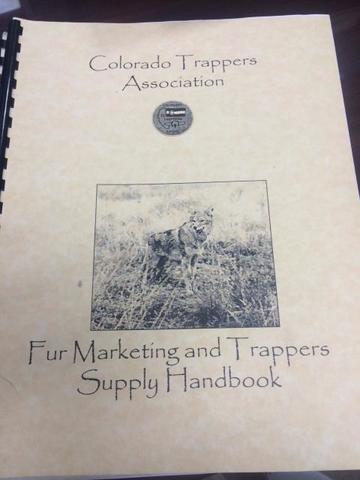 Colorado Trappers
Association
Fur Marketing and Trappers
Supply Handbook